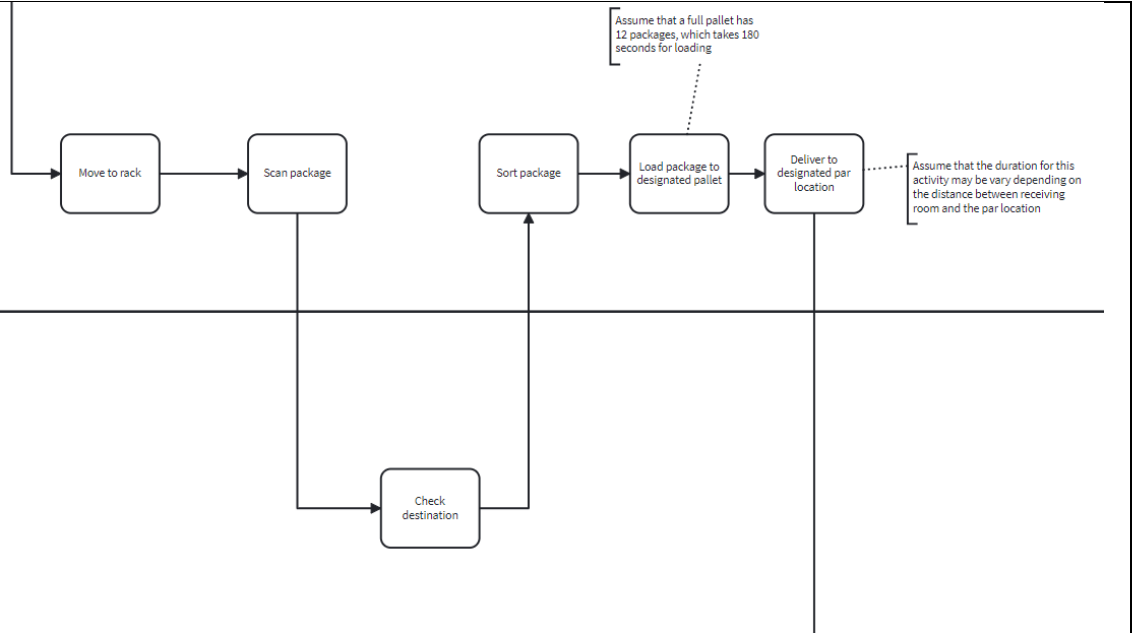 Assume that a full pallet has
12 packages, which takes 180
seconds for loading
Move to rack
Scan package
Sort package
Load package to
designated pallet
Deliver to
designated par
location
Assume that the duration for this
activity may be vary depending on
the distance between receiving
room and the par location
Check
destination